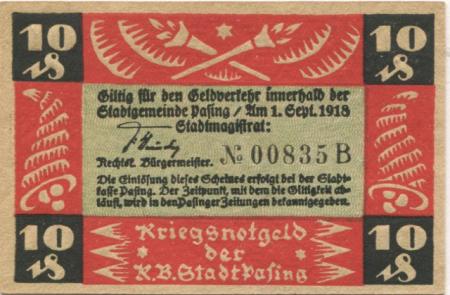 10 10
₰ ₰
Giltig für den Geldverkehr innerhalb der
Stadtgemeinde Pasing / Am 1. Sept. 1918
Stadtmagistrat:
Rechtsk. Bürgermeister. № 00835 B
Die Einlösung dieses Scheines erfolgt bei der Stadt-
kasse Pasing. Der Zeitpunkt, mit dem die Giltigkeit ab-
läuft, wird in den Pasinger Zeitungen bekanntgegeben.
Kriegsnotgeld
der
K.B. Stadt Pasing
10 10
₰ ₰